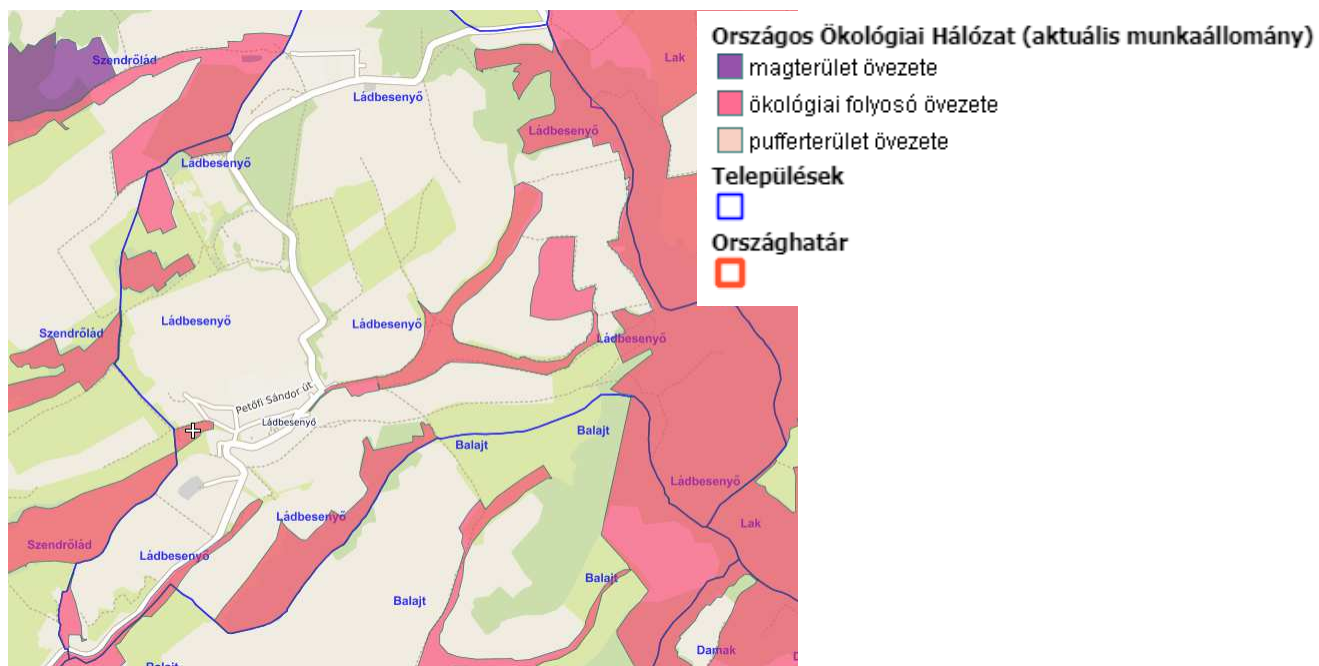 Országos Ökológiai Hálózat (aktuális munkaállomány)
magterület övezete
ökológiai folyosó övezete
pufferterület övezete
Települések
Országhatár
Szendrőlád
Lak
Ládbesenyő
Ládbesenyő
Ládbesenyő
Szendrőlád
Ládbesenyő
Ládbesenyő
Ládbesenyő
Petőfi Sándor út
Ládbesenyő
Balajt
Balajt
Ládbesenyő
Ládbesenyő
Lak
Szendrőlád
Ládbesenyő
Balajt
Balajt
Damak
Balajt